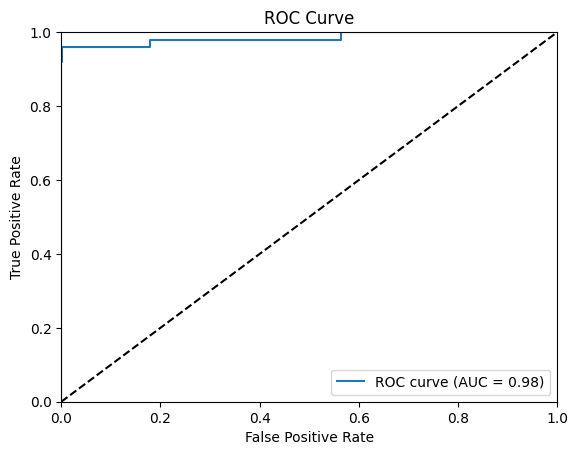 ROC Curve
1.0
0.8
0.6
0.4
0.2
0.0
True Positive Rate
ROC curve (AUC = 0.98)
0.0 0.2 0.4 0.6 0.8 1.0
False Positive Rate